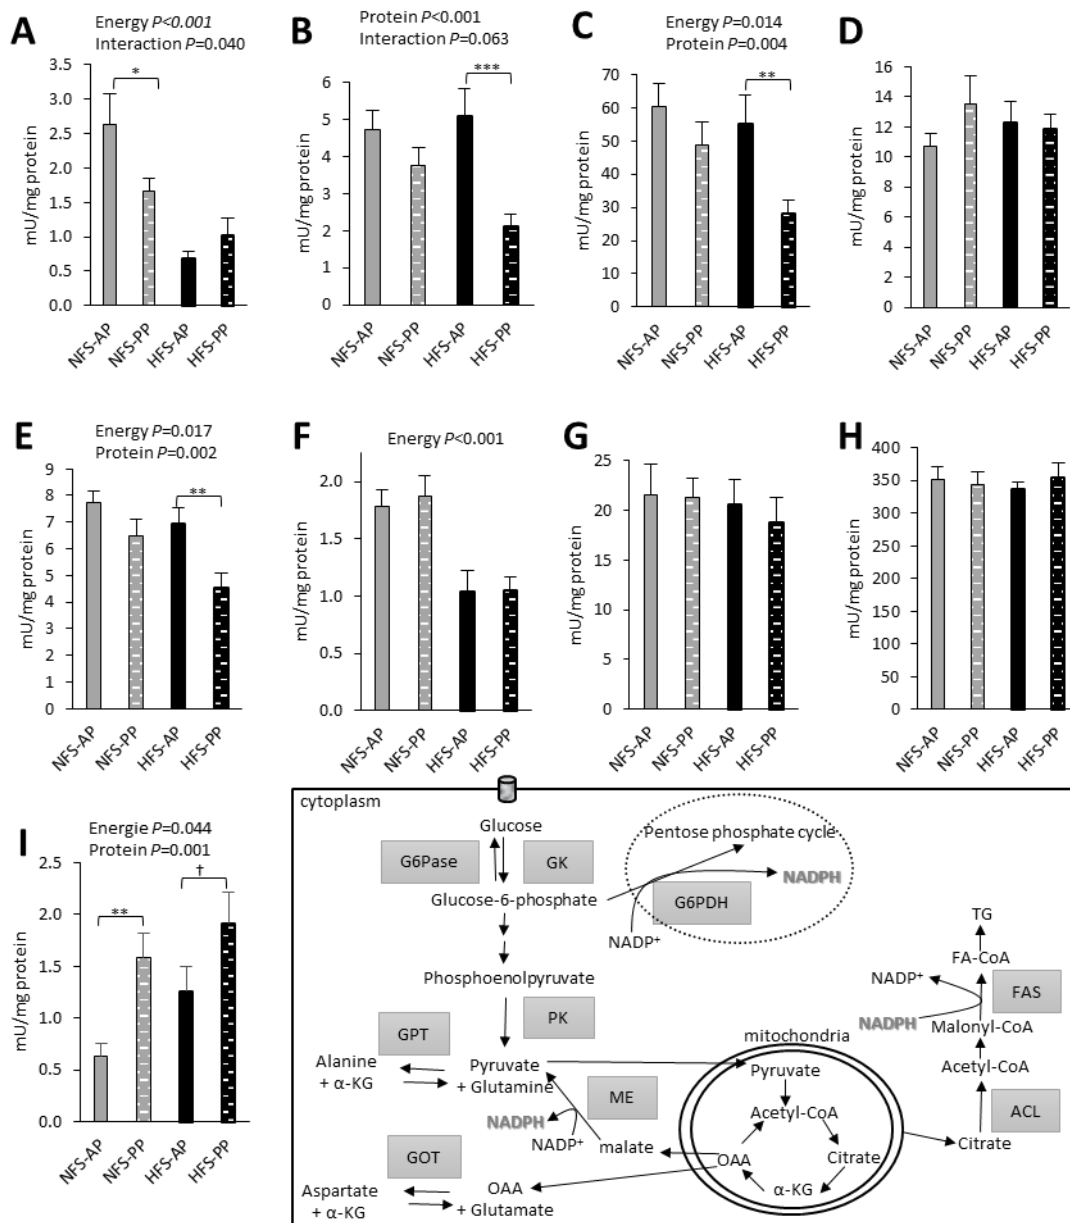 A
Energy P<0.001
Interaction P=0.040
mU/mg protein
3.5
3.0
2.5
2.0
1.5
1.0
0.5
0.0
*
NFS-AP
NFS-PP
HFS-AP
HFS-PP
B
Protein P<0.001
Interaction P=0.063
mU/mg protein
6
5
4
3
2
1
0
***
NFS-AP
NFS-PP
HFS-AP
HFS-PP
C
Energy P=0.014
Protein P=0.004
mU/mg protein
70
60
50
40
30
20
10
0
**
NFS-AP
NFS-PP
HFS-AP
HFS-PP
D
16
14
12
10
8
6
4
2
0
NFS-AP
NFS-PP
HFS-AP
HFS-PP
E
Energy P=0.017
Protein P=0.002
mU/mg protein
9
8
7
6
5
4
3
2
1
0
**
NFS-AP
NFS-PP
HFS-AP
HFS-PP
F
Energy P<0.001
mU/mg protein
2.0
1.5
1.0
0.5
0.0
NFS-AP
NFS-PP
HFS-AP
HFS-PP
G
mU/mg protein
25
20
15
10
5
0
NFS-AP
NFS-PP
HFS-AP
HFS-PP
H
mU/mg protein
400
350
300
250
200
150
100
50
0
NFS-AP
NFS-PP
HFS-AP
HFS-PP
I
Energie P=0.044
Protein P=0.001
mU/mg protein
2.5
2.0
1.5
1.0
0.5
0.0
**
†
NFS-AP
NFS-PP
HFS-AP
HFS-PP
cytoplasm
Glucose
G6Pase
GK
Glucose-6-phosphate
Pentose phosphate cycle
NADPH
G6PDH
NADP+
Phosphoenolpyruvate
PK
GPT
Alanine
+ α-KG
Pyruvate
+ Glutamine
NADPH
NADP+
ME
malate
GOT
Aspartate
+ α-KG
OAA
+ Glutamate
mitochondria
Pyruvate
Acetyl-CoA
OAA
Citrate
α-KG
TG
FA-CoA
NADP+
FAS
NADPH
Malonyl-CoA
Acetyl-CoA
ACL
Citrate